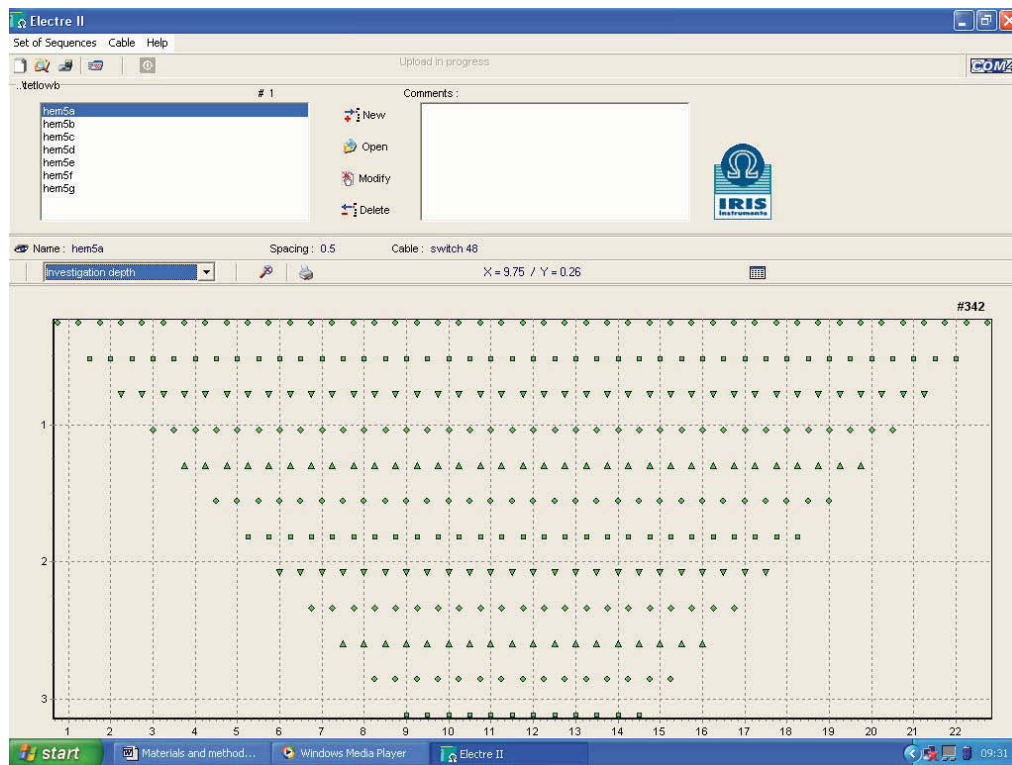 Electre II
Set of Sequences Cable Help
Upload in progress
COM4
..\tetlowb # 1 Comments :
hem5a
hem5b
hem5c
hem5d
hem5e
hem5f
hem5g
New
Open
Modify
Delete
Ω
IRIS
Instruments
Name : hem5a Spacing : 0.5 Cable : switch 48
Investigation depth X = 9.75 / Y = 0.26
#342
1
2
3
1 2 3 4 5 6 7 8 9 10 11 12 13 14 15 16 17 18 19 20 21 22
start Materials and method... Windows Media Player Electre II 09:31